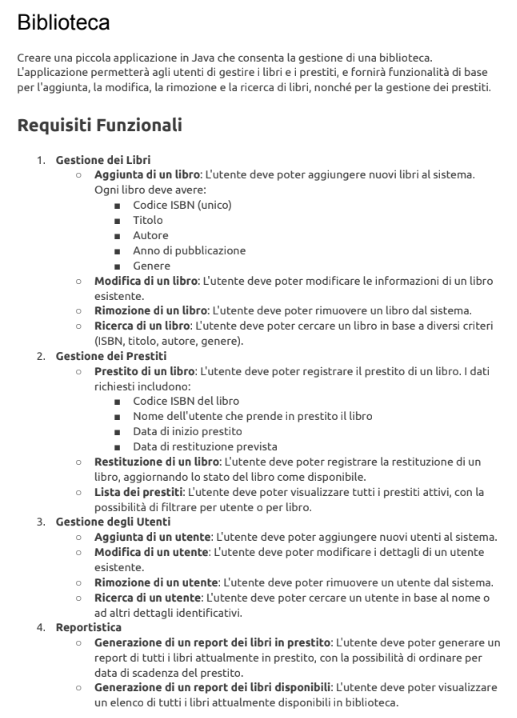 Biblioteca
Creare una piccola applicazione in Java che consenta la gestione di una biblioteca.
L'applicazione permetterà agli utenti di gestire i libri e i prestiti, e fornirà funzionalità di base
per l'aggiunta, la modifica, la rimozione e la ricerca di libri, nonché per la gestione dei prestiti.
Requisiti Funzionali
1. Gestione dei Libri
○ Aggiunta di un libro: L'utente deve poter aggiungere nuovi libri al sistema.
Ogni libro deve avere:
■ Codice ISBN (unico)
■ Titolo
■ Autore
■ Anno di pubblicazione
■ Genere
○ Modifica di un libro: L'utente deve poter modificare le informazioni di un libro
esistente.
○ Rimozione di un libro: L'utente deve poter rimuovere un libro dal sistema.
○ Ricerca di un libro: L'utente deve poter cercare un libro in base a diversi criteri
(ISBN, titolo, autore, genere).
2. Gestione dei Prestiti
○ Prestito di un libro: L'utente deve poter registrare il prestito di un libro. I dati
richiesti includono:
■ Codice ISBN del libro
■ Nome dell'utente che prende in prestito il libro
■ Data di inizio prestito
■ Data di restituzione prevista
○ Restituzione di un libro: L'utente deve poter registrare la restituzione di un
libro, aggiornando lo stato del libro come disponibile.
○ Lista dei prestiti: L'utente deve poter visualizzare tutti i prestiti attivi, con la
possibilità di filtrare per utente o per libro.
3. Gestione degli Utenti
○ Aggiunta di un utente: L'utente deve poter aggiungere nuovi utenti al sistema.
○ Modifica di un utente: L'utente deve poter modificare i dettagli di un utente
esistente.
○ Rimozione di un utente: L'utente deve poter rimuovere un utente dal sistema.
○ Ricerca di un utente: L'utente deve poter cercare un utente in base al nome o
ad altri dettagli identificativi.
4. Reportistica
○ Generazione di un report dei libri in prestito: L'utente deve poter generare un
report di tutti i libri attualmente in prestito, con la possibilità di ordinare per
data di scadenza del prestito.
○ Generazione di un report dei libri disponibili: L'utente deve poter visualizzare
un elenco di tutti i libri attualmente disponibili in biblioteca.